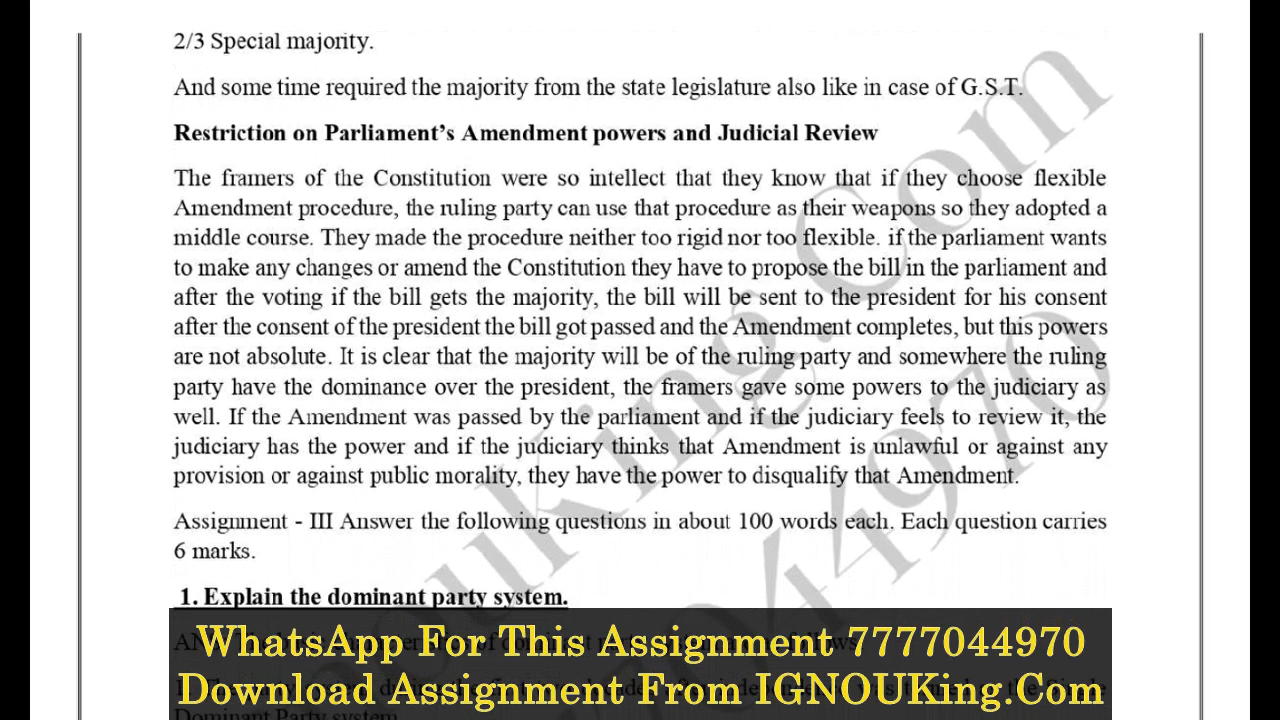 2/3 Special majority.
And some time required the majority from the state legislature also like in case of G.S.T.
Restriction on Parliament's Amendment powers and Judicial Review
The framers of the Constitution were so intellect that they know that if they choose flexible
Amendment procedure, the ruling party can use that procedure as their weapons so they adopted a
middle course. They made the procedure neither too rigid nor too flexible. if the parliament wants
to make any changes or amend the Constitution they have to propose the bill in the parliament and
after the voting if the bill gets the majority, the bill will be sent to the president for his consent
after the consent of the president the bill got passed and the Amendment completes, but this powers
are not absolute. It is clear that the majority will be of the ruling party and somewhere the ruling
party have the dominance over the president, the framers gave some powers to the judiciary as
well. If the Amendment was passed by the parliament and if the judiciary feels to review it, the
judiciary has the power and if the judiciary thinks that Amendment is unlawful or against any
provision or against public morality, they have the power to disqualify that Amendment.
Assignment - III Answer the following questions in about 100 words each. Each question carries
6 marks.
1. Explain the dominant party system.
WhatsApp For This Assignment 7777044970
Download Assignment From IGNOUKing.Com
Dominant Party system
ouking.Com
7044970